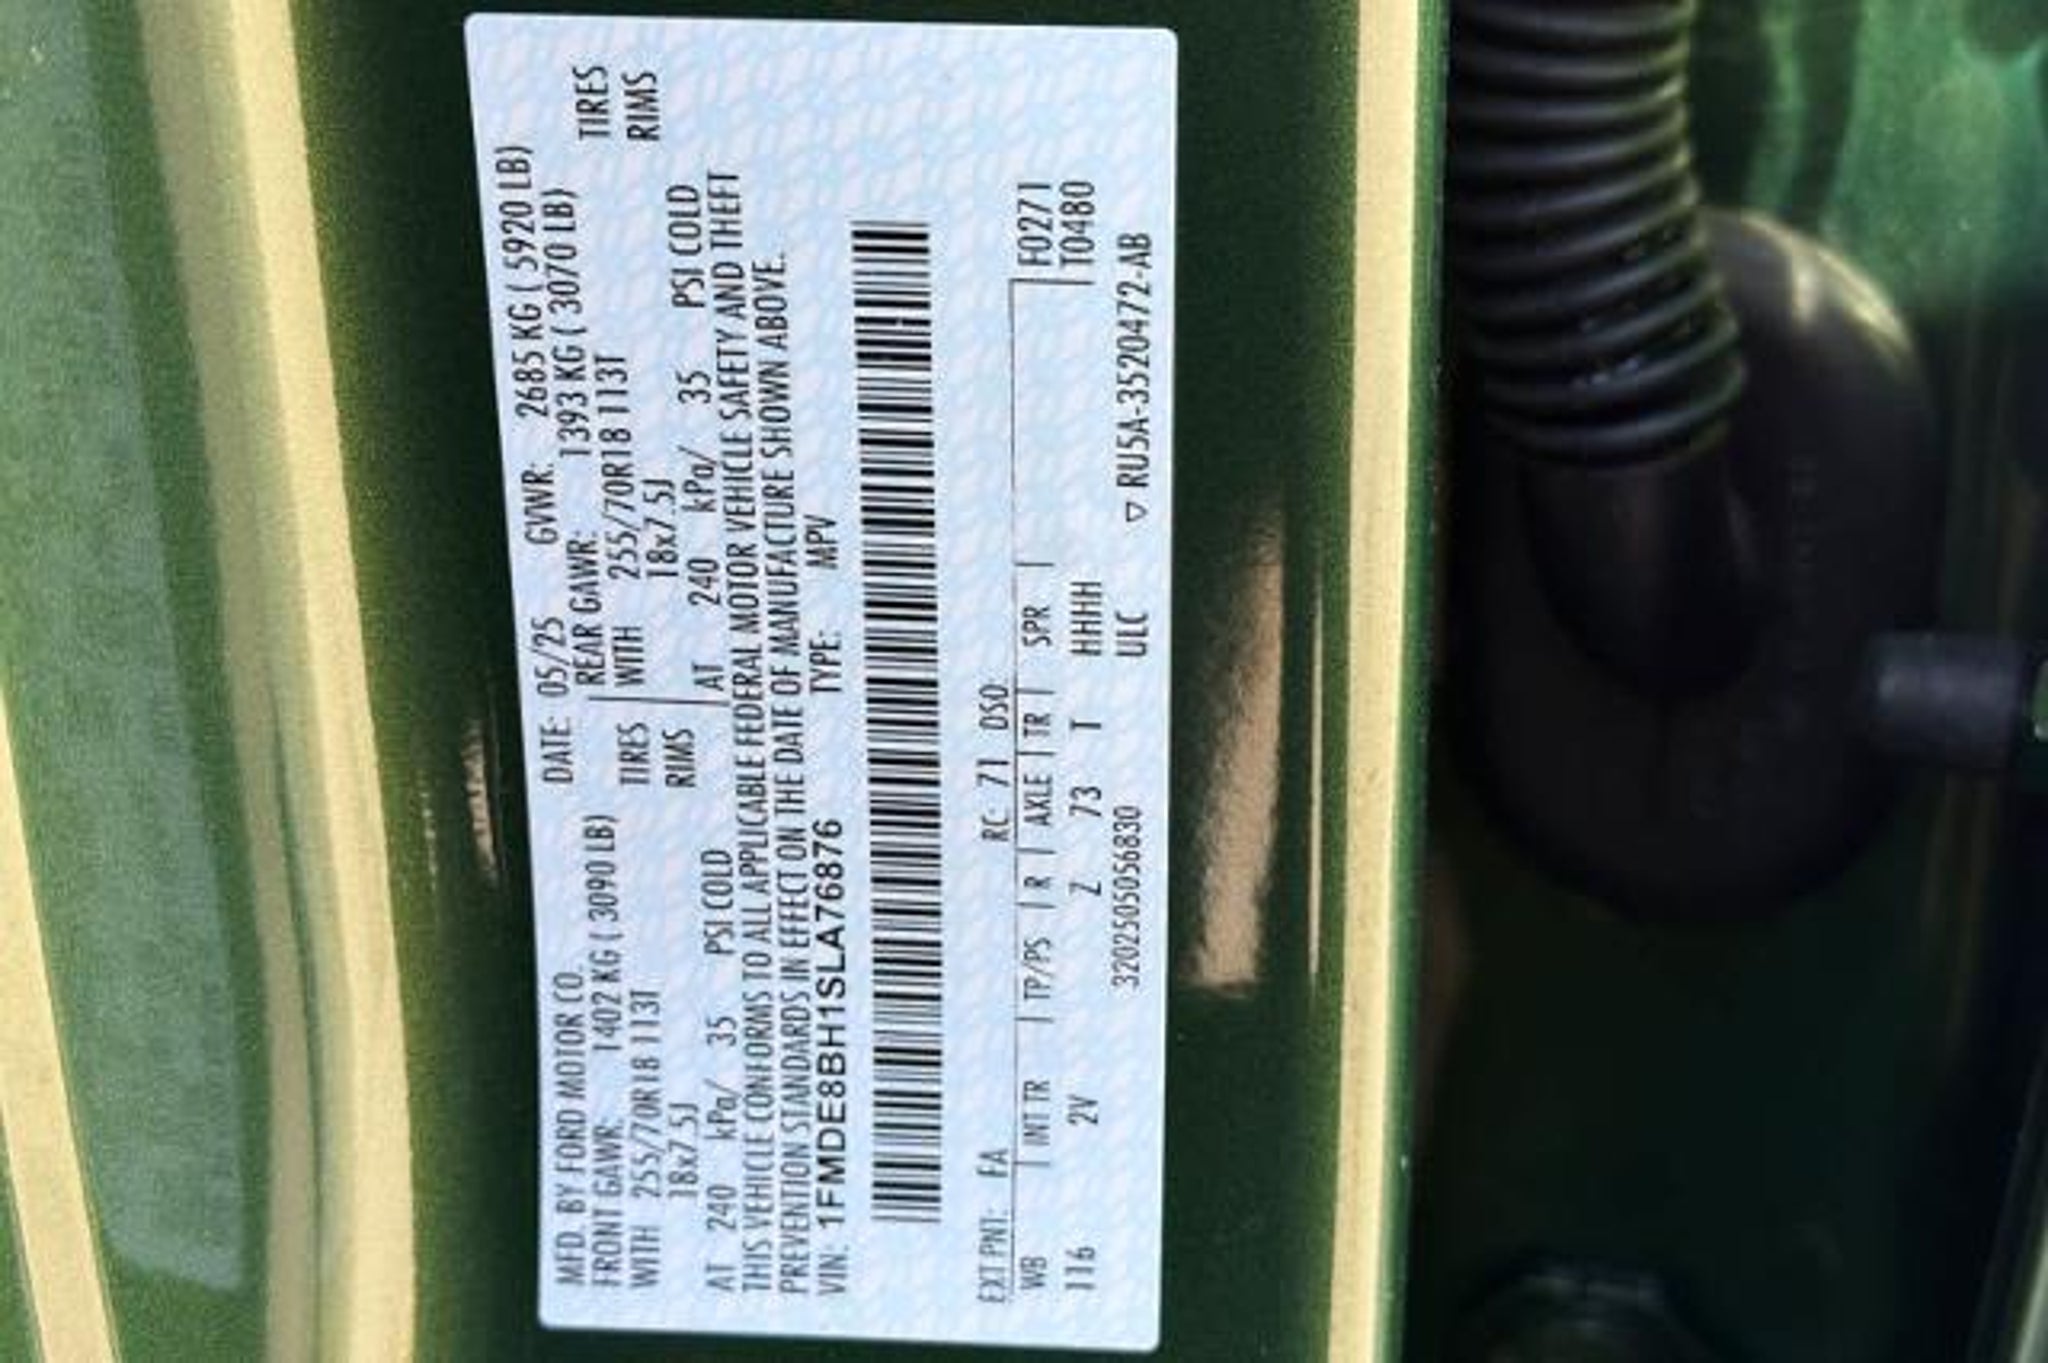 MFD. BY FORD MOTOR CO. DATE: 05/25 GVWR: 2685 KG ( 5920 LB)
FRONT GAWR: 1402 KG ( 3090 LB) REAR GAWR: 1393 KG ( 3070 LB)
WITH 255/70R18 113T TIRES WITH 255/70R18 113T TIRES
18x7.5J RIMS 18x7.5J RIMS
AT 240 kPa/ 35 PSI COLD AT 240 kPa/ 35 PSI COLD
THIS VEHICLE CONFORMS TO ALL APPLICABLE FEDERAL MOTOR VEHICLE SAFETY AND THEFT
PREVENTION STANDARDS IN EFFECT ON THE DATE OF MANUFACTURE SHOWN ABOVE.
VIN: 1FMDE8BH1SLA76876 TYPE: MPV
EXT PNT: FA RC: 71 DSO
WB INT TR TP/PS R AXLE TR SPR F0271
116 2V Z 73 T HHHH T0480
320250505056830 ULC ▽ RU5A-3520472-AB